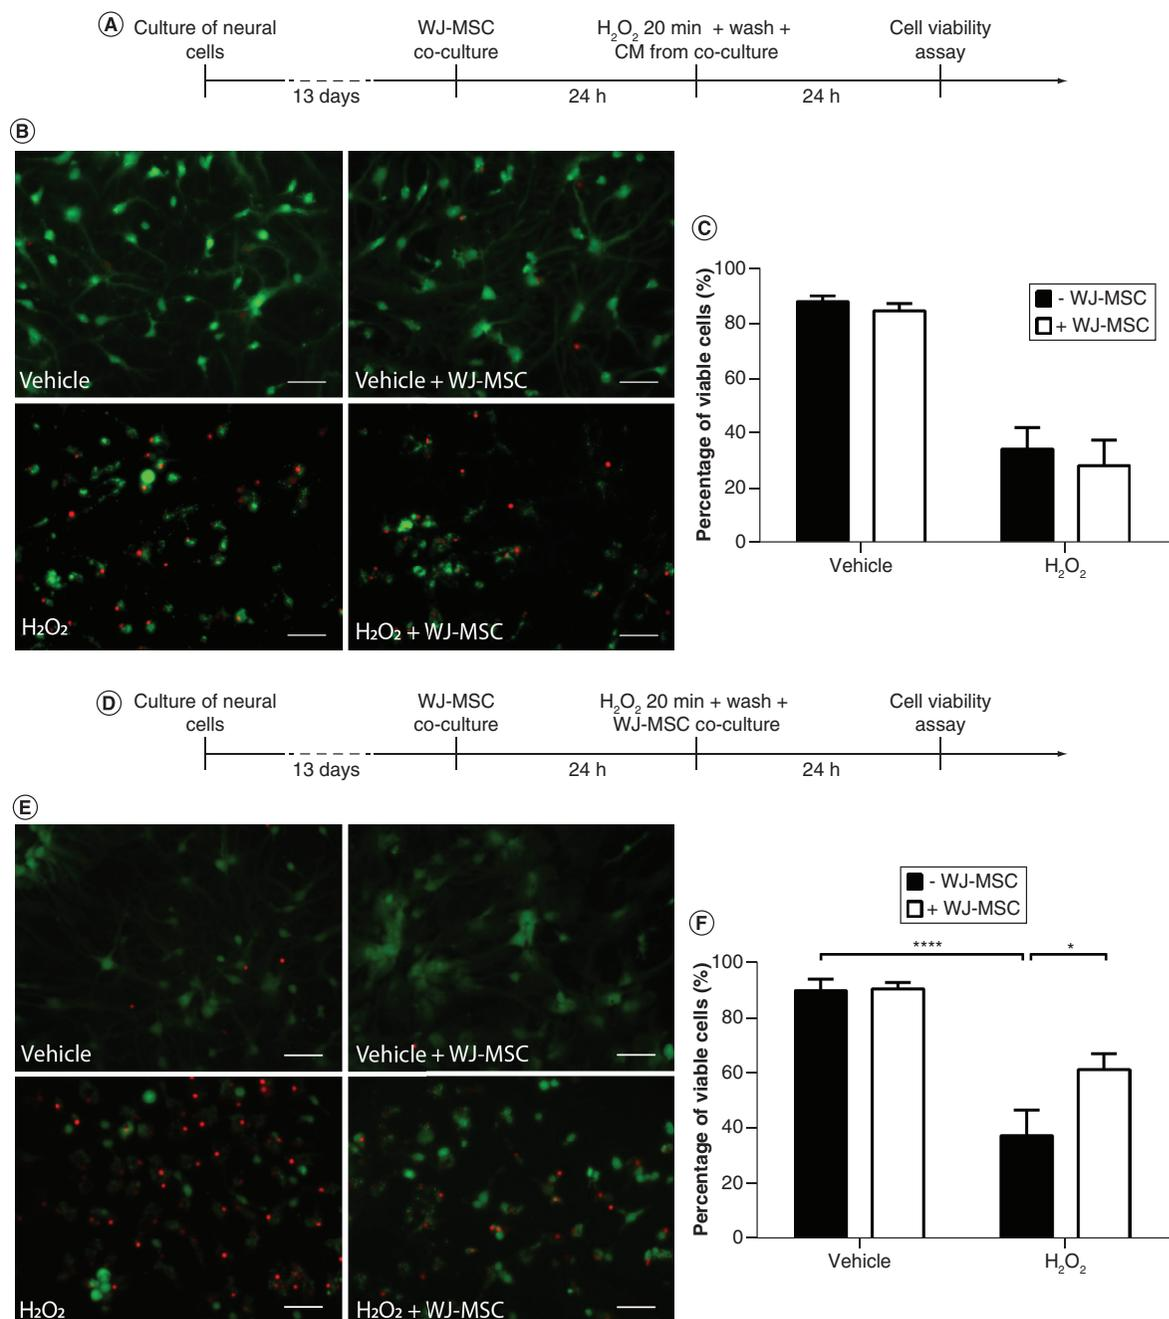 A
Culture of neural
cells
WJ-MSC
co-culture
H₂O₂ 20 min + wash +
CM from co-culture
Cell viability
assay
13 days
24 h
24 h
B
Vehicle
Vehicle + WJ-MSC
H₂O₂
H₂O₂ + WJ-MSC
C
Percentage of viable cells (%)
100
80
60
40
20
0
- WJ-MSC
+ WJ-MSC
Vehicle
H₂O₂
D
Culture of neural
cells
WJ-MSC
co-culture
H₂O₂ 20 min + wash +
WJ-MSC co-culture
Cell viability
assay
13 days
24 h
24 h
E
Vehicle
Vehicle + WJ-MSC
H₂O₂
H₂O₂ + WJ-MSC
F
- WJ-MSC
+ WJ-MSC
****
*
Percentage of viable cells (%)
100
80
60
40
20
0
Vehicle
H₂O₂